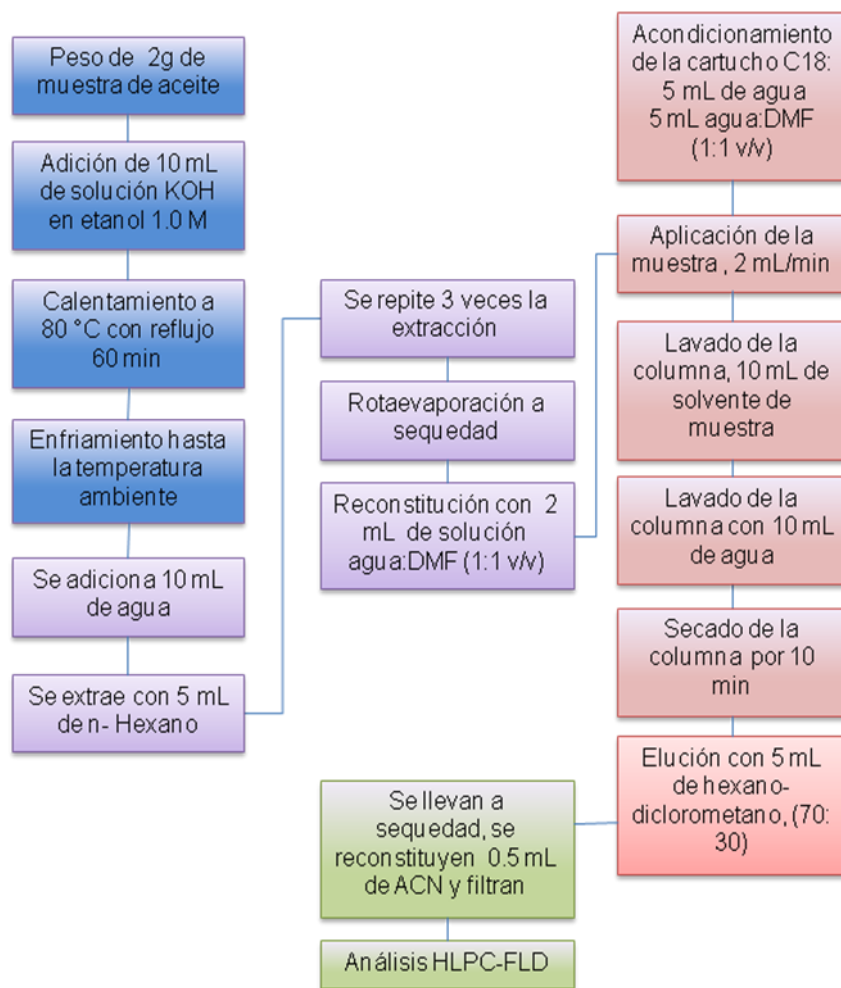 Peso de 2g de
muestra de aceite
Adición de 10 mL
de solución KOH
en etanol 1.0 M
Calentamiento a
80 °C con reflujo
60 min
Enfriamiento hasta
la temperatura
ambiente
Se adiciona 10 mL
de agua
Se extrae con 5 mL
de n- Hexano
Se repite 3 veces la
extracción
Rotaevaporación a
sequedad
Reconstitución con 2
mL de solución
agua:DMF (1:1 v/v)
Acondicionamiento
de la cartucho C18:
5 mL de agua
5 mL agua:DMF
(1:1 v/v)
Aplicación de la
muestra , 2 mL/min
Lavado de la
columna, 10 mL de
solvente de
muestra
Lavado de la
columna con 10 mL
de agua
Secado de la
columna por 10
min
Elución con 5 mL
de hexano-
diclorometano, (70:
30)
Se llevan a
sequedad, se
reconstituyen 0.5 mL
de ACN y filtran
Análisis HLPC-FLD